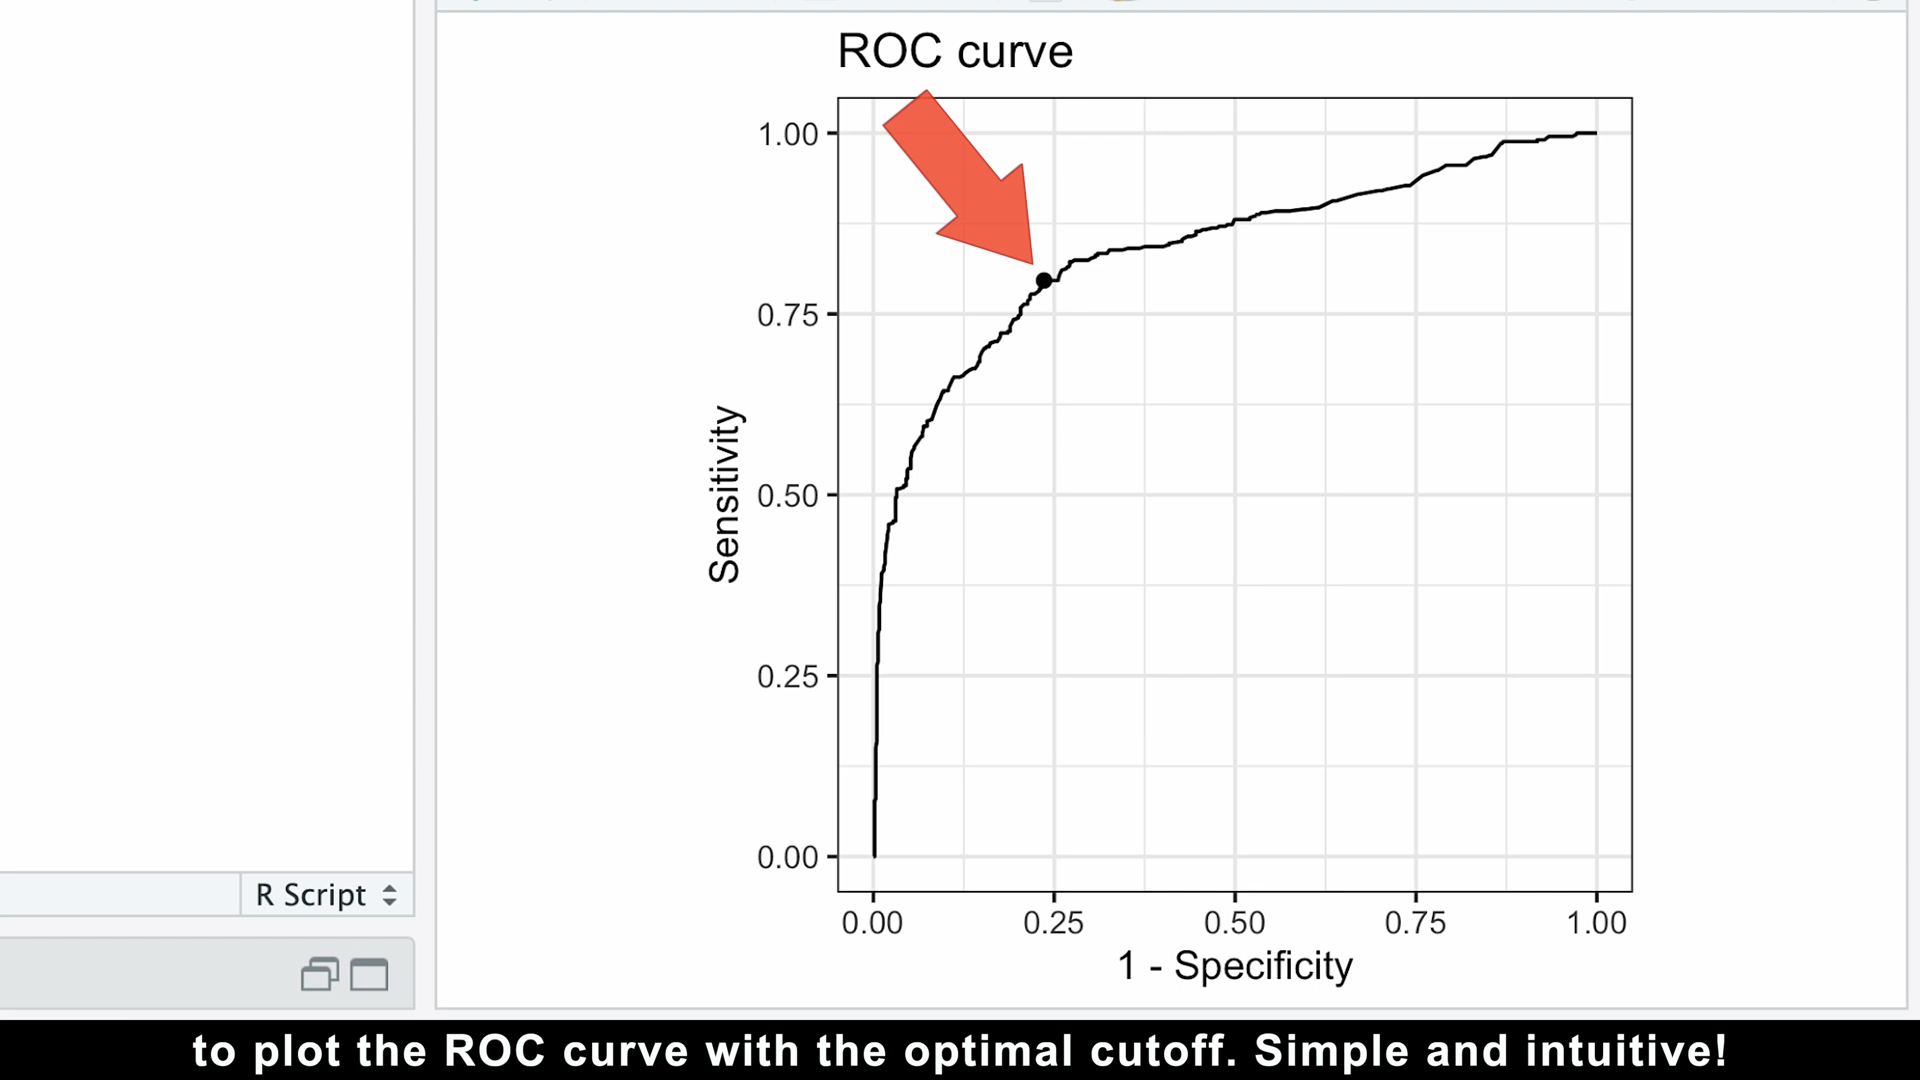 ROC curve
1.00
0.75
0.50
0.25
0.00
Sensitivity
0.00 0.25 0.50 0.75 1.00
1 - Specificity
R Script
to plot the ROC curve with the optimal cutoff. Simple and intuitive!